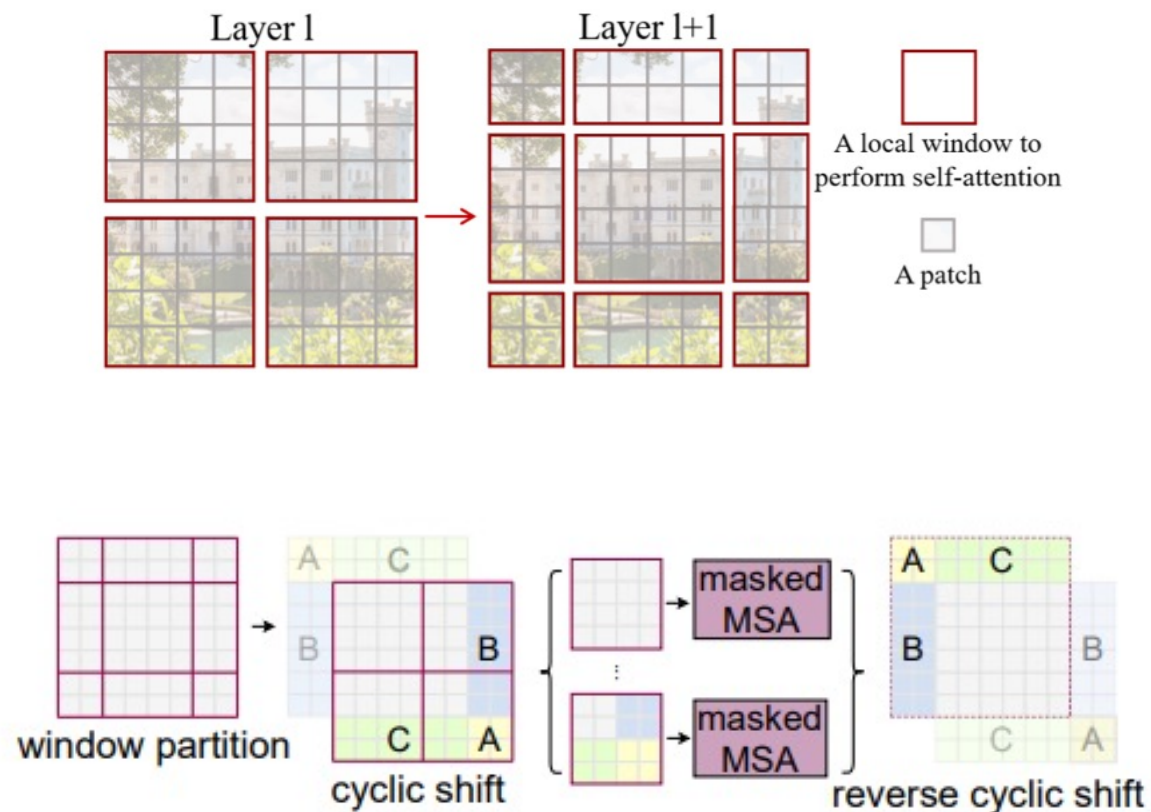 Layer l
Layer l+1
A local window to
perform self-attention
A patch
A
C
B
B
C
A
window partition
cyclic shift
masked
MSA
⋮
masked
MSA
A
C
B
B
C
A
reverse cyclic shift